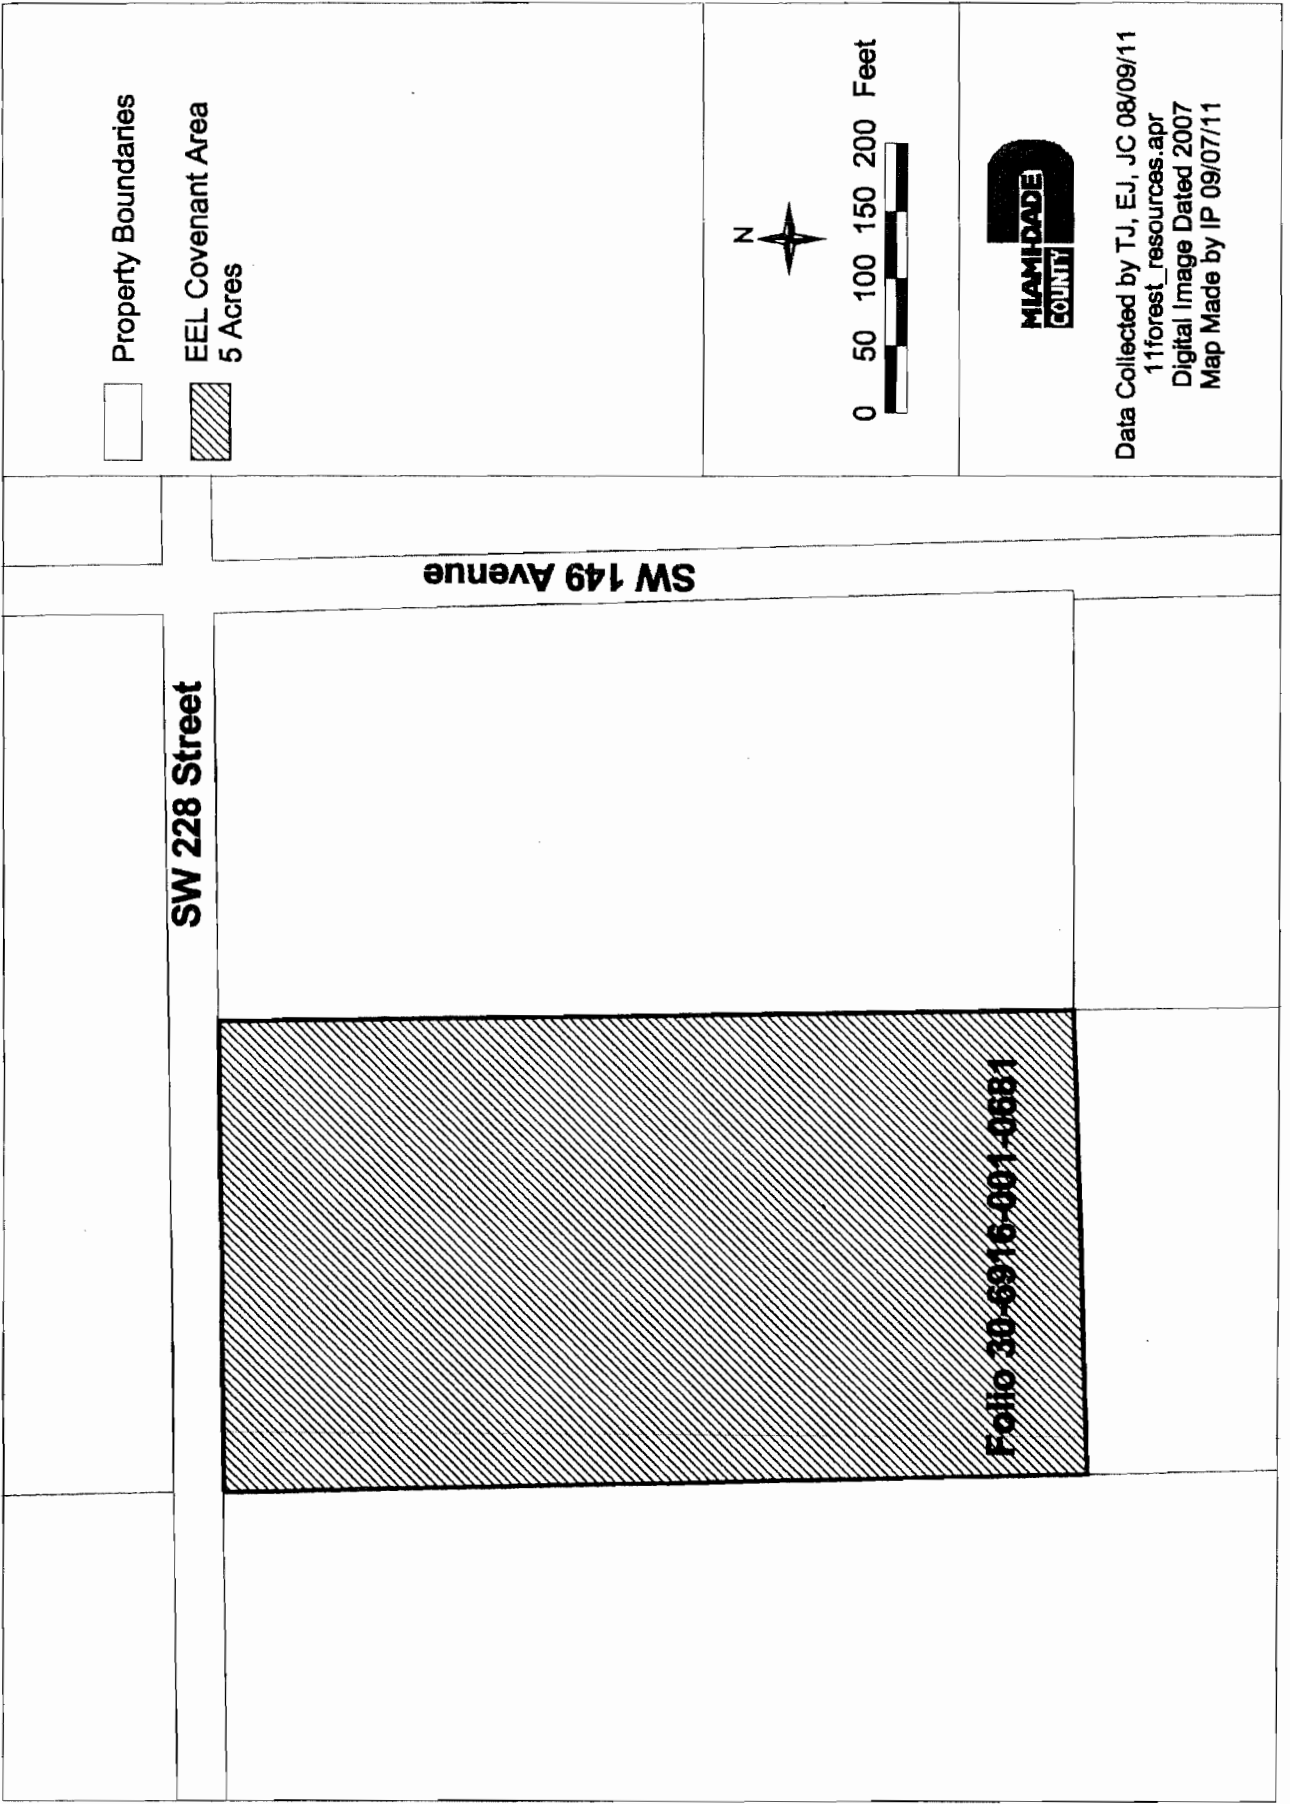 SW 228 Street
SW 149 Avenue
Folio 30-6916-001-0681
Property Boundaries
EEL Covenant Area
5 Acres
N
0 50 100 150 200 Feet
MIAMI-DADE
COUNTY
Data Collected by TJ, EJ, JC 08/09/11
11forest_resources.apr
Digital Image Dated 2007
Map Made by IP 09/07/11